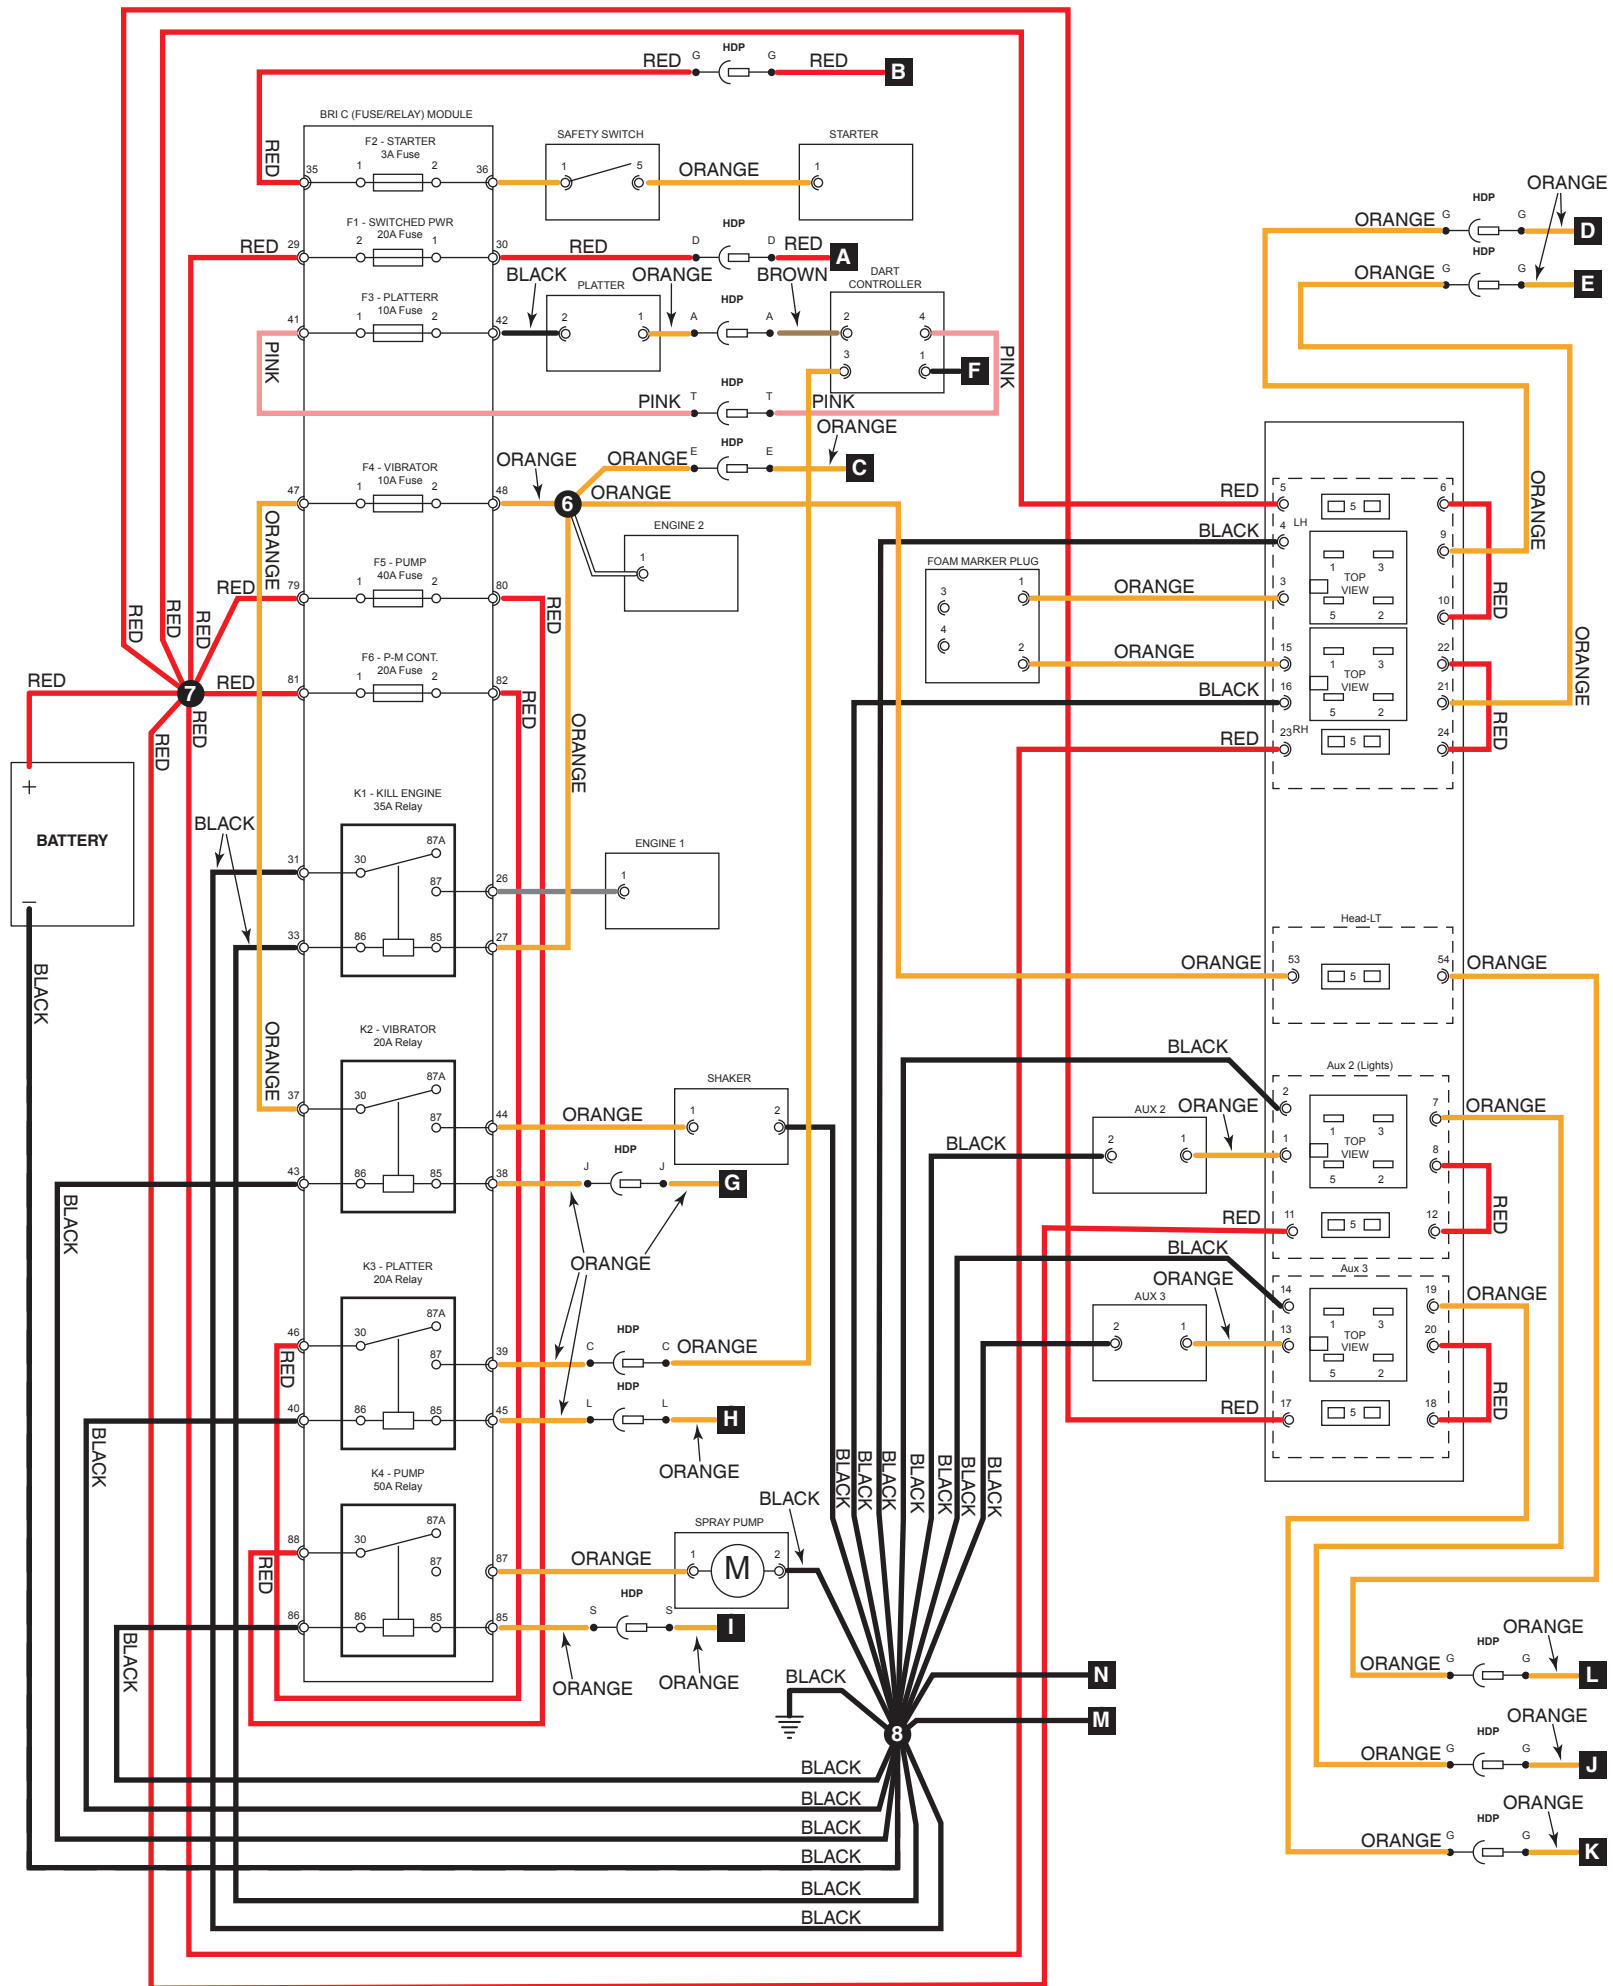 HDP
RED G G RED B
BRI C (FUSE/RELAY) MODULE
RED
F2 - STARTER
3A Fuse
35 1 2 36
SAFETY SWITCH
1 5
ORANGE
STARTER
1
F1 - SWITCHED PWR
20A Fuse
RED 29 2 1 30 RED
HDP
D D RED A
F3 - PLATTERR
10A Fuse
41 1 2 42
BLACK
PLATTER
2 1
ORANGE
HDP
A A
BROWN
DART
CONTROLLER
2 4
3 1
F
PINK
PINK
HDP
PINK T T PINK
ORANGE
HDP
ORANGE E E C
F4 - VIBRATOR
10A Fuse
47 1 2 48
ORANGE
6
ORANGE
ORANGE
ENGINE 2
1
F5 - PUMP
40A Fuse
RED 79 1 2 80
RED
RED
RED
RED
F6 - P-M CONT.
20A Fuse
RED 7 RED 81 1 2 82
RED
RED
RED
ORANGE
RED
+
BATTERY
–
BLACK
K1 - KILL ENGINE
35A Relay
BLACK
87A
31 30
87 26
33 86 85 27
ENGINE 1
1
K2 - VIBRATOR
20A Relay
ORANGE
87A
37 30
87 44
43 86 85 38
ORANGE
SHAKER
1 2
HDP
J J G
BLACK
ORANGE
K3 - PLATTER
20A Relay
87A
46 30
87 39
40 86 85 45
RED
HDP
C C ORANGE
HDP
L L H
ORANGE
BLACK
K4 - PUMP
50A Relay
87A
88 30
87 87
86 86 85 85
RED
BLACK
ORANGE
SPRAY PUMP
1 M 2
BLACK
HDP
S S I
ORANGE
ORANGE
BLACK
8
N
M
BLACK
BLACK
BLACK
BLACK
BLACK
BLACK
BLACK
BLACK
BLACK
BLACK
BLACK
BLACK
BLACK
ORANGE
HDP
ORANGE G G D
HDP
ORANGE G G E
ORANGE
ORANGE
RED 5 5 6
BLACK 4 LH
9
1 3
TOP
VIEW
5 2
10
RED
FOAM MARKER PLUG
1
3
4
2
ORANGE 3
ORANGE 15
BLACK 16
RED 23 RH
1 3
TOP
VIEW
5 2
22
21
5 24
RED
Head-LT
ORANGE 53 5 54 ORANGE
Aux 2 (Lights)
BLACK
2
1
1 3
TOP
VIEW
5 2
7 ORANGE
8
RED
RED 11 5 12
AUX 2
BLACK 2 1
ORANGE
Aux 3
BLACK
14
13
1 3
TOP
VIEW
5 2
19 ORANGE
20
RED
RED 17 5 18
AUX 3
2 1
ORANGE
ORANGE
HDP
ORANGE G G L
ORANGE
HDP
ORANGE G G J
ORANGE
HDP
ORANGE G G K